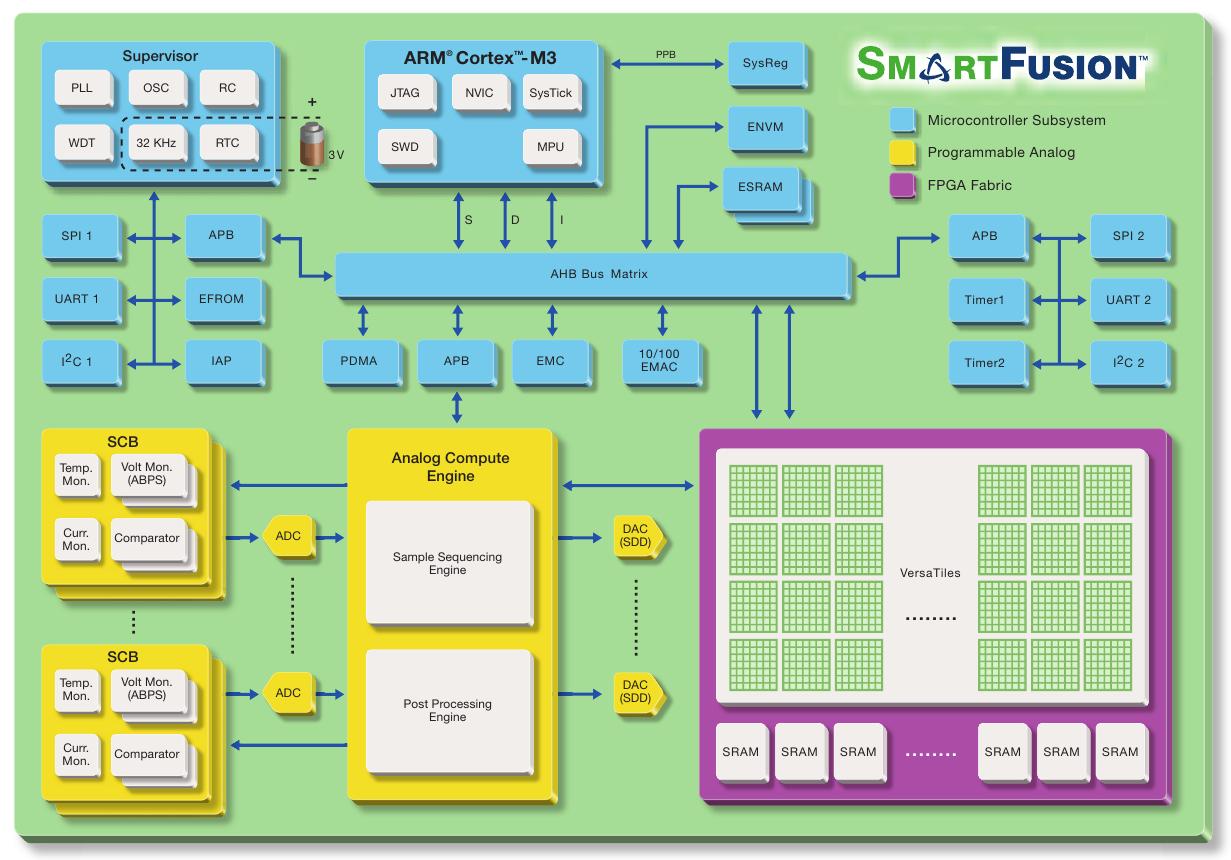 Supervisor
PLL
OSC
RC
WDT
32 KHz
RTC
+
3V
–
ARM® Cortex™-M3
JTAG
NVIC
SysTick
SWD
MPU
PPB
SysReg
ENVM
ESRAM
SMARTFUSION™
Microcontroller Subsystem
Programmable Analog
FPGA Fabric
S
D
I
SPI 1
APB
UART 1
EFROM
I²C 1
IAP
AHB Bus Matrix
PDMA
APB
EMC
10/100
EMAC
APB
SPI 2
Timer1
UART 2
Timer2
I²C 2
SCB
Temp.
Mon.
Volt Mon.
(ABPS)
Curr.
Mon.
Comparator
ADC
SCB
Temp.
Mon.
Volt Mon.
(ABPS)
Curr.
Mon.
Comparator
ADC
Analog Compute
Engine
Sample Sequencing
Engine
Post Processing
Engine
DAC
(SDD)
DAC
(SDD)
VersaTiles
SRAM
SRAM
SRAM
SRAM
SRAM
SRAM